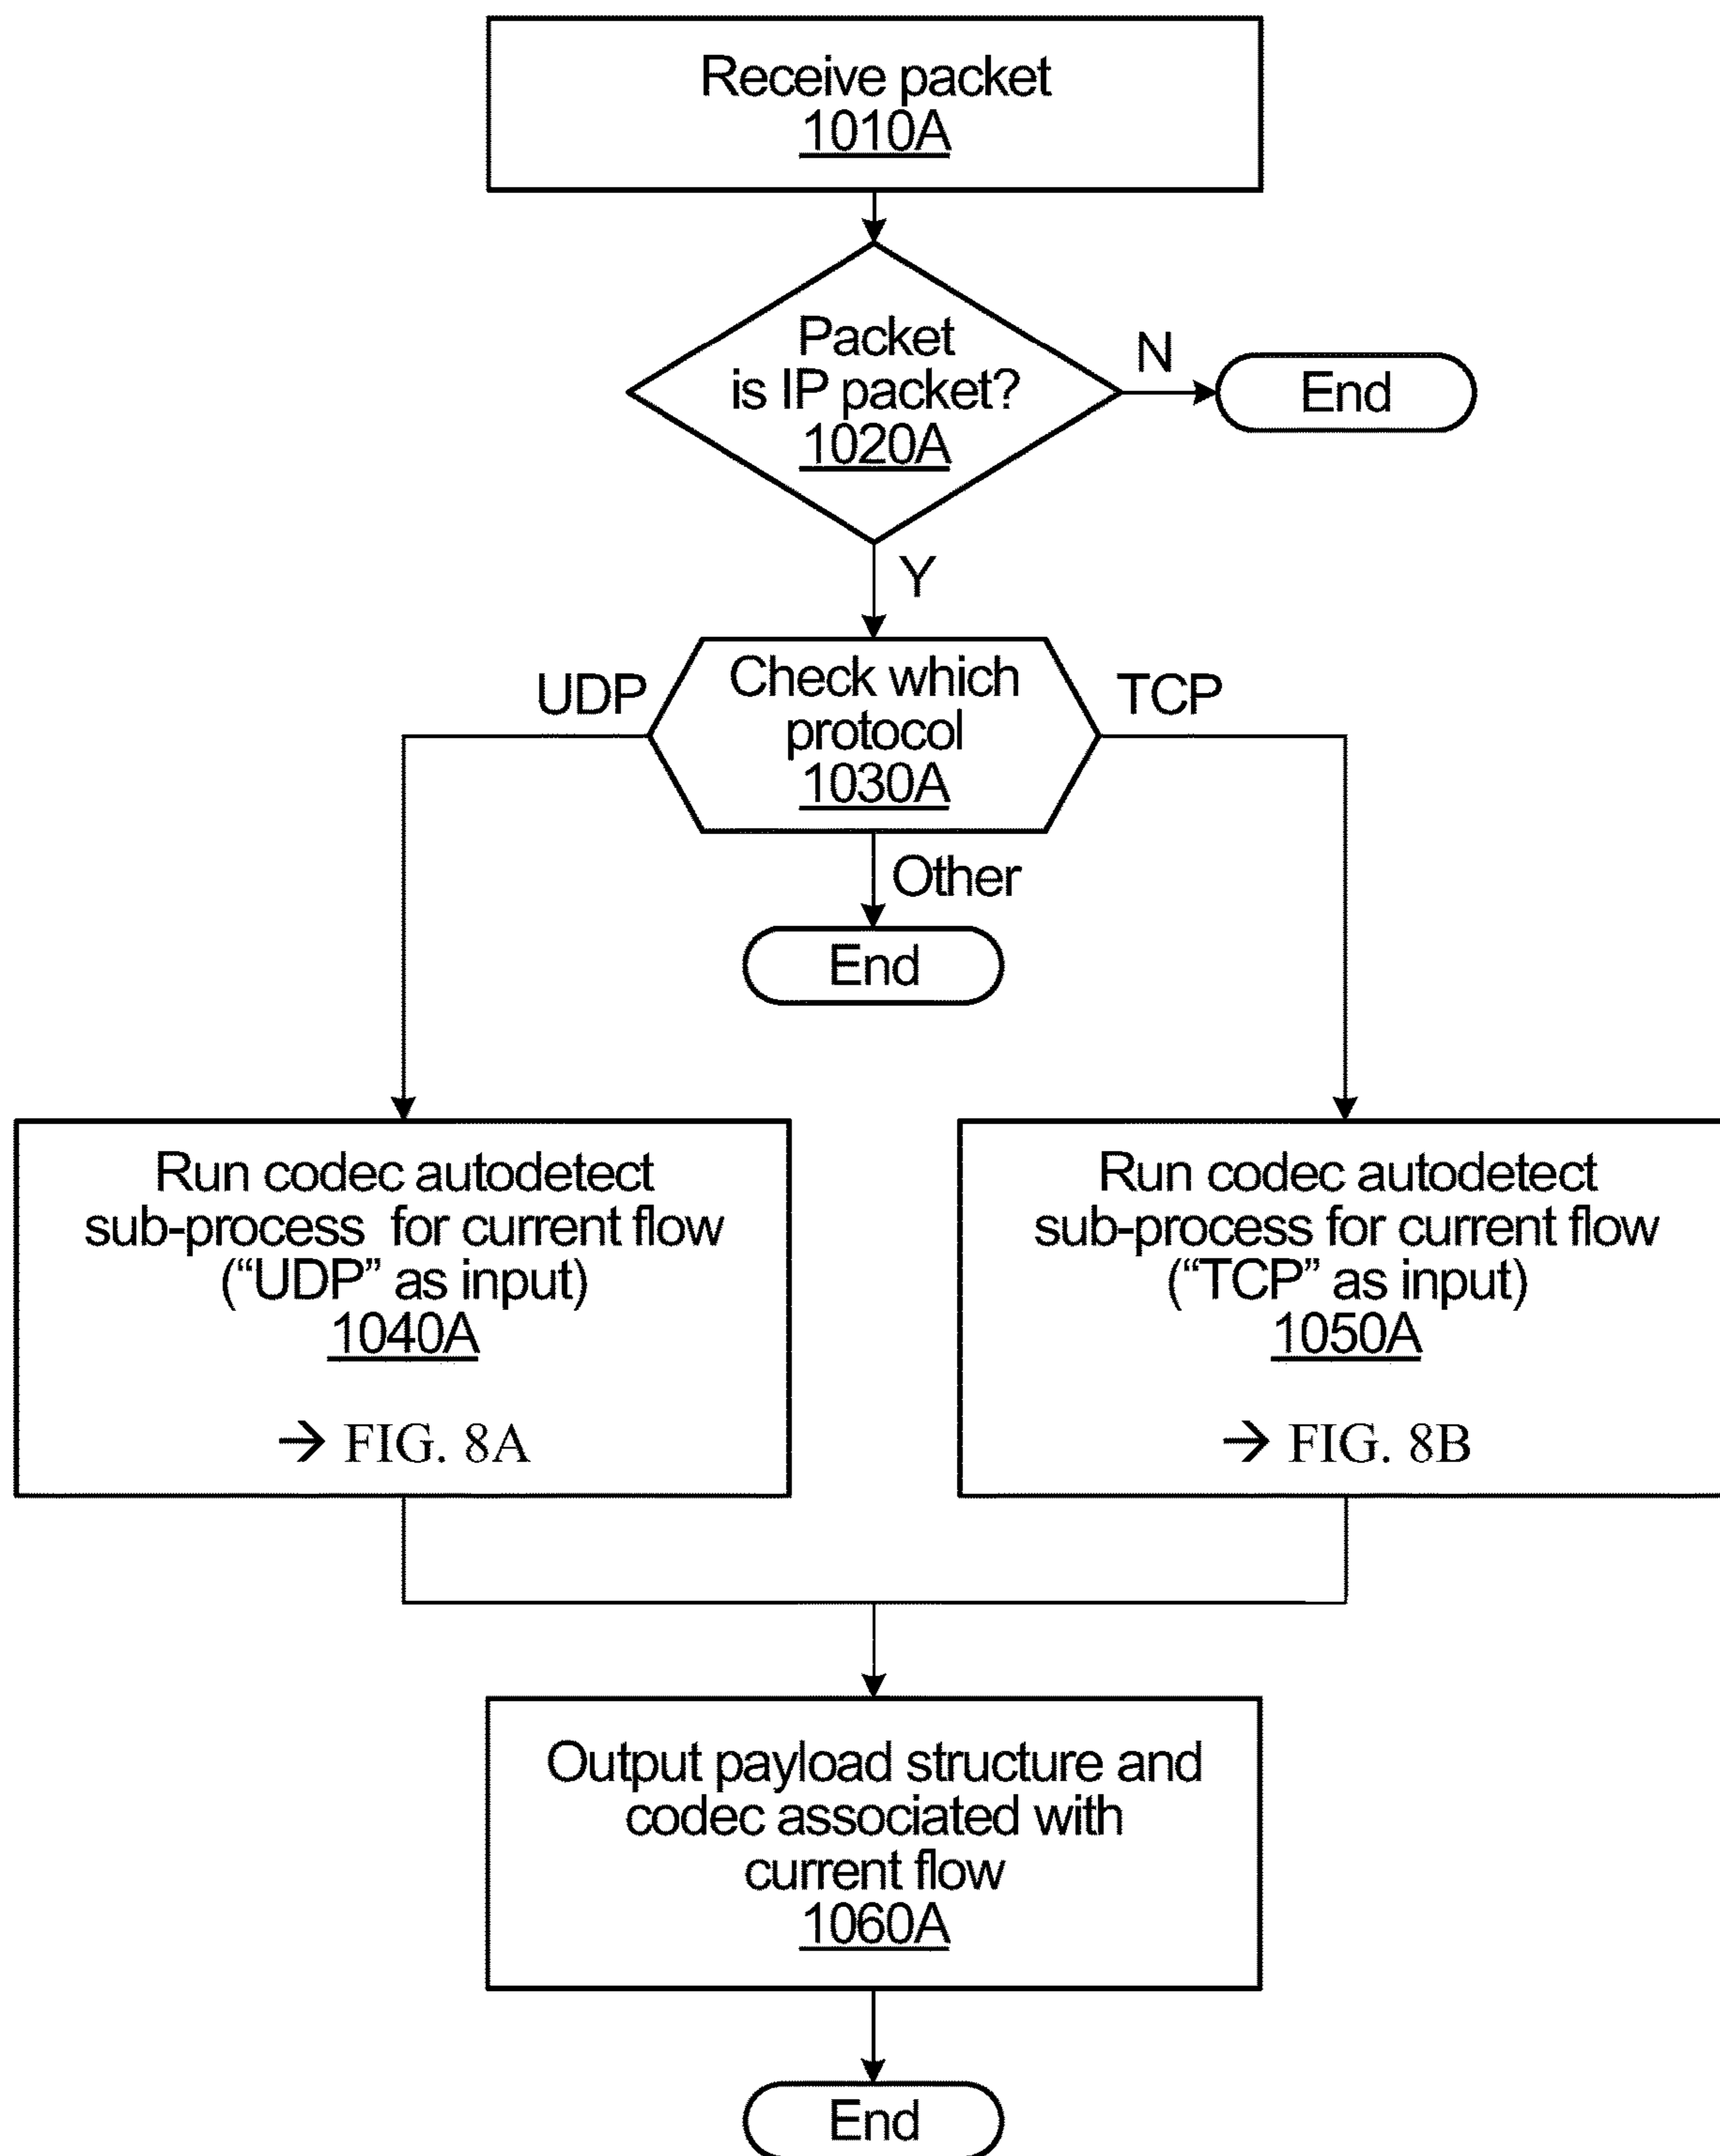 Receive packet
1010A
Packet
is IP packet?
1020A
N
End
Y
UDP
Check which
protocol
1030A
TCP
Other
End
Run codec autodetect
sub-process for current flow
(“UDP” as input)
1040A
→ FIG. 8A
Run codec autodetect
sub-process for current flow
(“TCP” as input)
1050A
→ FIG. 8B
Output payload structure and
codec associated with
current flow
1060A
End